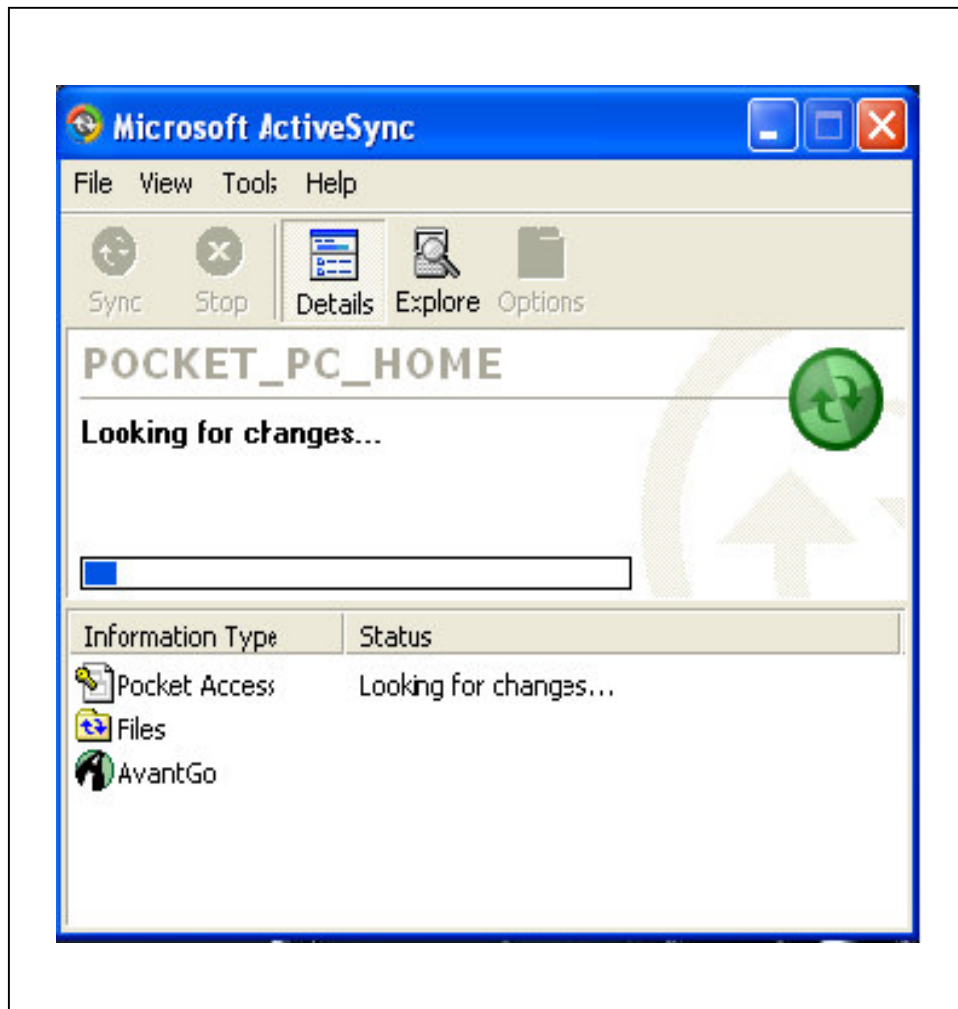 Microsoft ActiveSync
File View Tools Help
Sync Stop Details Explore Options
POCKET_PC_HOME
Looking for changes...
Information Type Status
Pocket Access Looking for changes...
Files
AvantGo